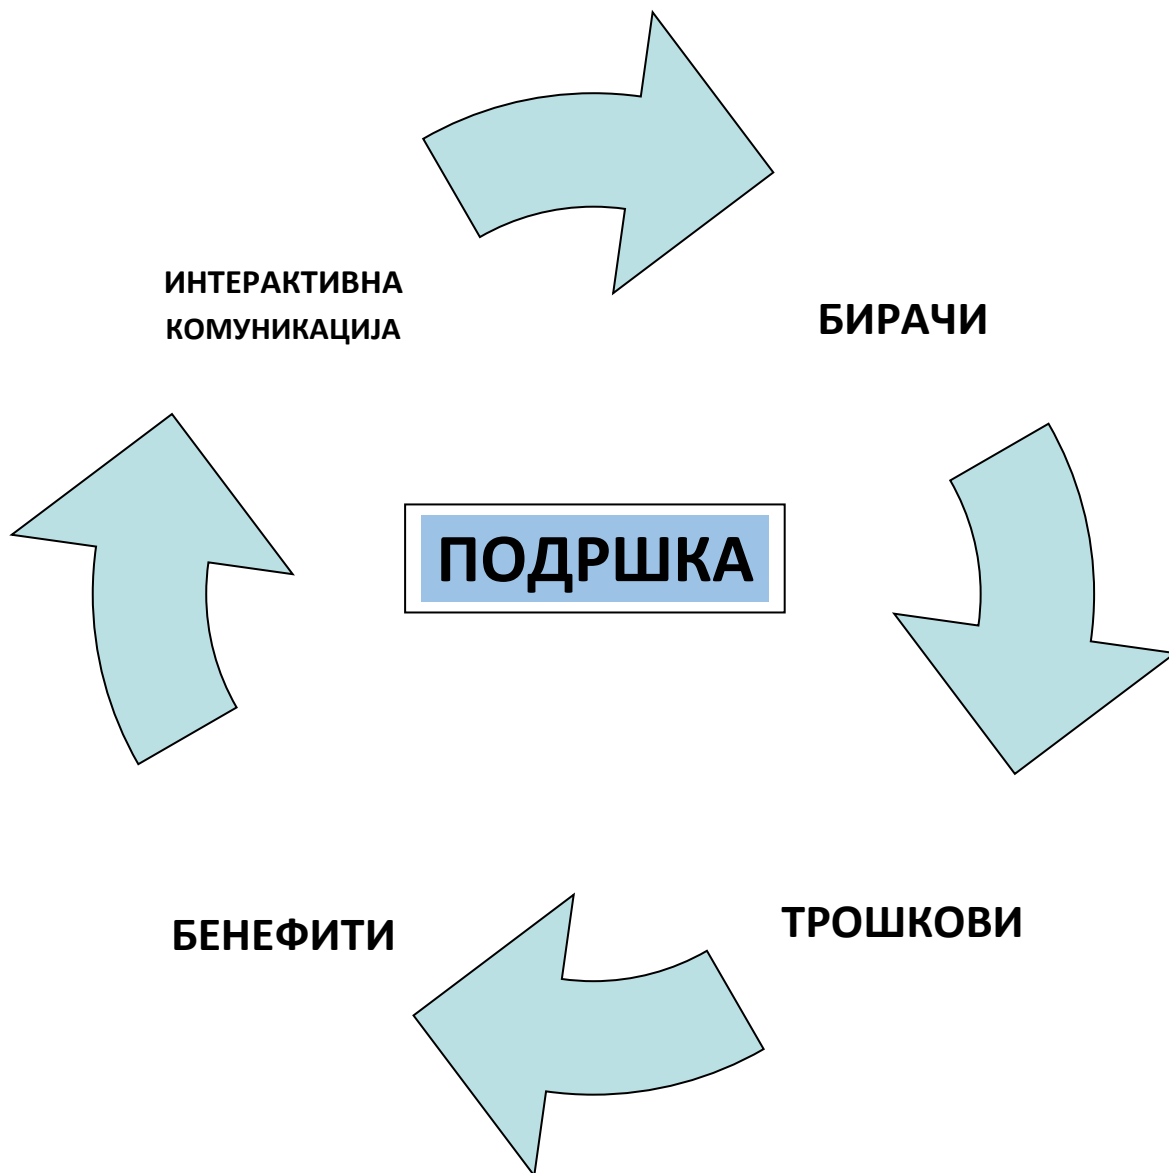 ИНТЕРАКТИВНА
КОМУНИКАЦИЈА
БИРАЧИ
ПОДРШКА
БЕНЕФИТИ
ТРОШКОВИ